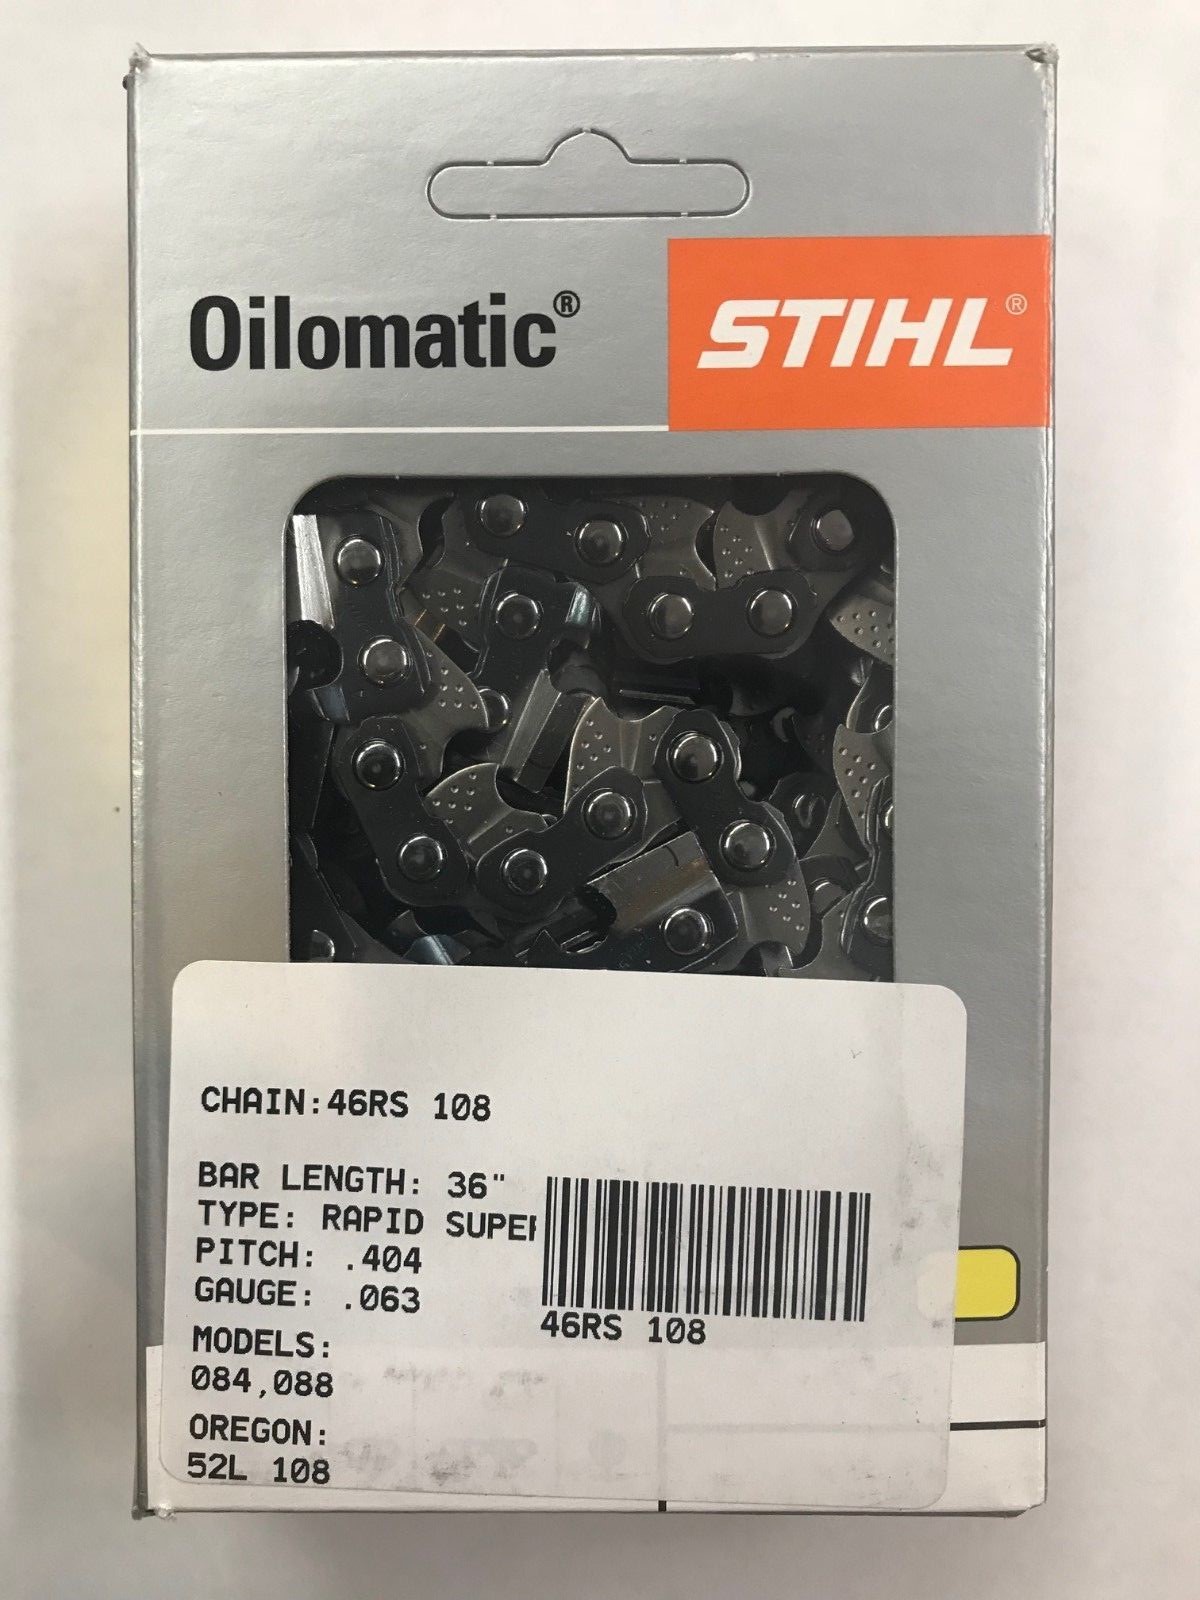 Oilomatic®
STIHL®
CHAIN:46RS 108
BAR LENGTH: 36"
TYPE: RAPID SUPER
PITCH: .404
GAUGE: .063
46RS 108
MODELS:
084,088
OREGON:
52L 108